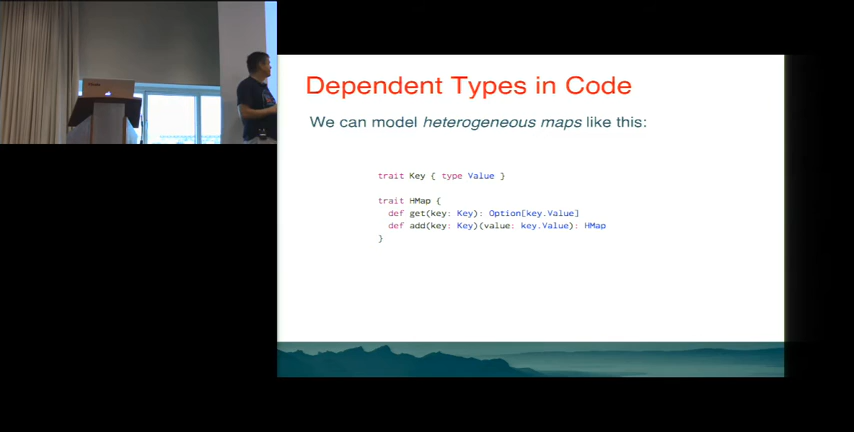 Dependent Types in Code
We can model heterogeneous maps like this:
trait Key { type Value }
trait HMap {
def get(key: Key): Option[key.Value]
def add(key: Key)(value: key.Value): HMap
}